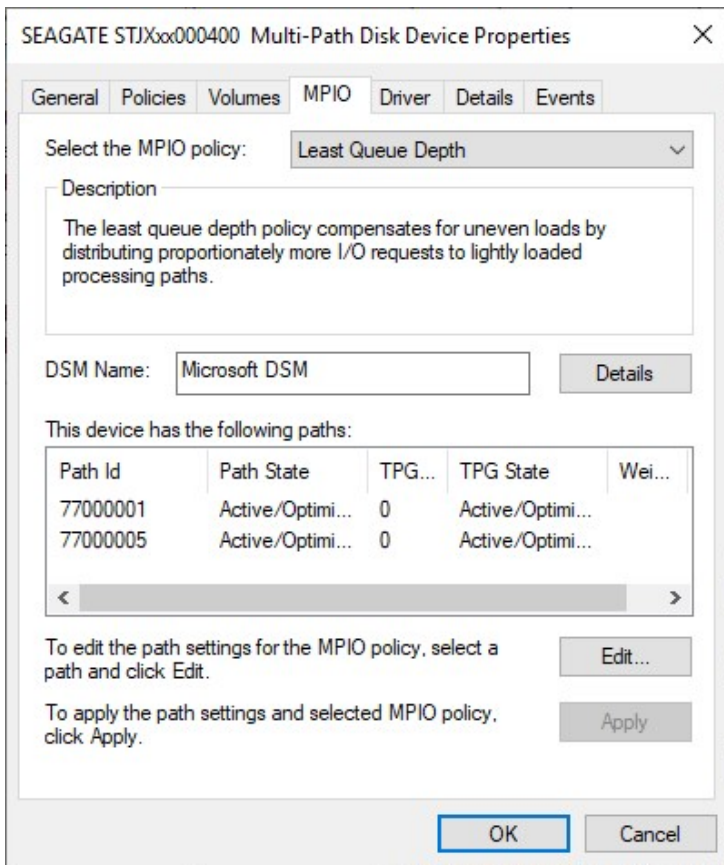 SEAGATE STJXxx000400 Multi-Path Disk Device Properties
General Policies Volumes MPIO Driver Details Events
Select the MPIO policy: Least Queue Depth
Description
The least queue depth policy compensates for uneven loads by
distributing proportionately more I/O requests to lightly loaded
processing paths.
DSM Name: Microsoft DSM Details
This device has the following paths:
Path Id Path State TPG... TPG State Wei...
77000001 Active/Optimi... 0 Active/Optimi...
77000005 Active/Optimi... 0 Active/Optimi...
To edit the path settings for the MPIO policy, select a
path and click Edit.
Edit...
To apply the path settings and selected MPIO policy,
click Apply.
Apply
OK Cancel